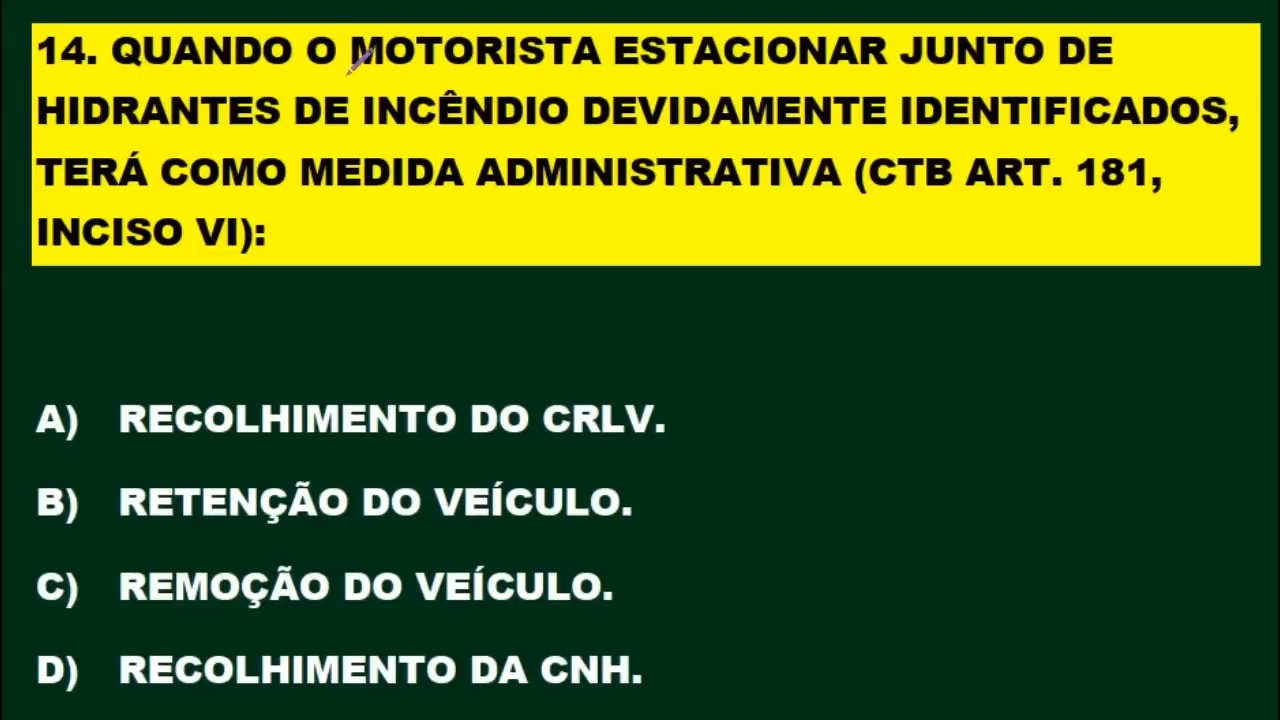 14. QUANDO O MOTORISTA ESTACIONAR JUNTO DE
HIDRANTES DE INCÊNDIO DEVIDAMENTE IDENTIFICADOS,
TERÁ COMO MEDIDA ADMINISTRATIVA (CTB ART. 181,
INCISO VI):
A) RECOLHIMENTO DO CRLV.
B) RETENÇÃO DO VEÍCULO.
C) REMOÇÃO DO VEÍCULO.
D) RECOLHIMENTO DA CNH.